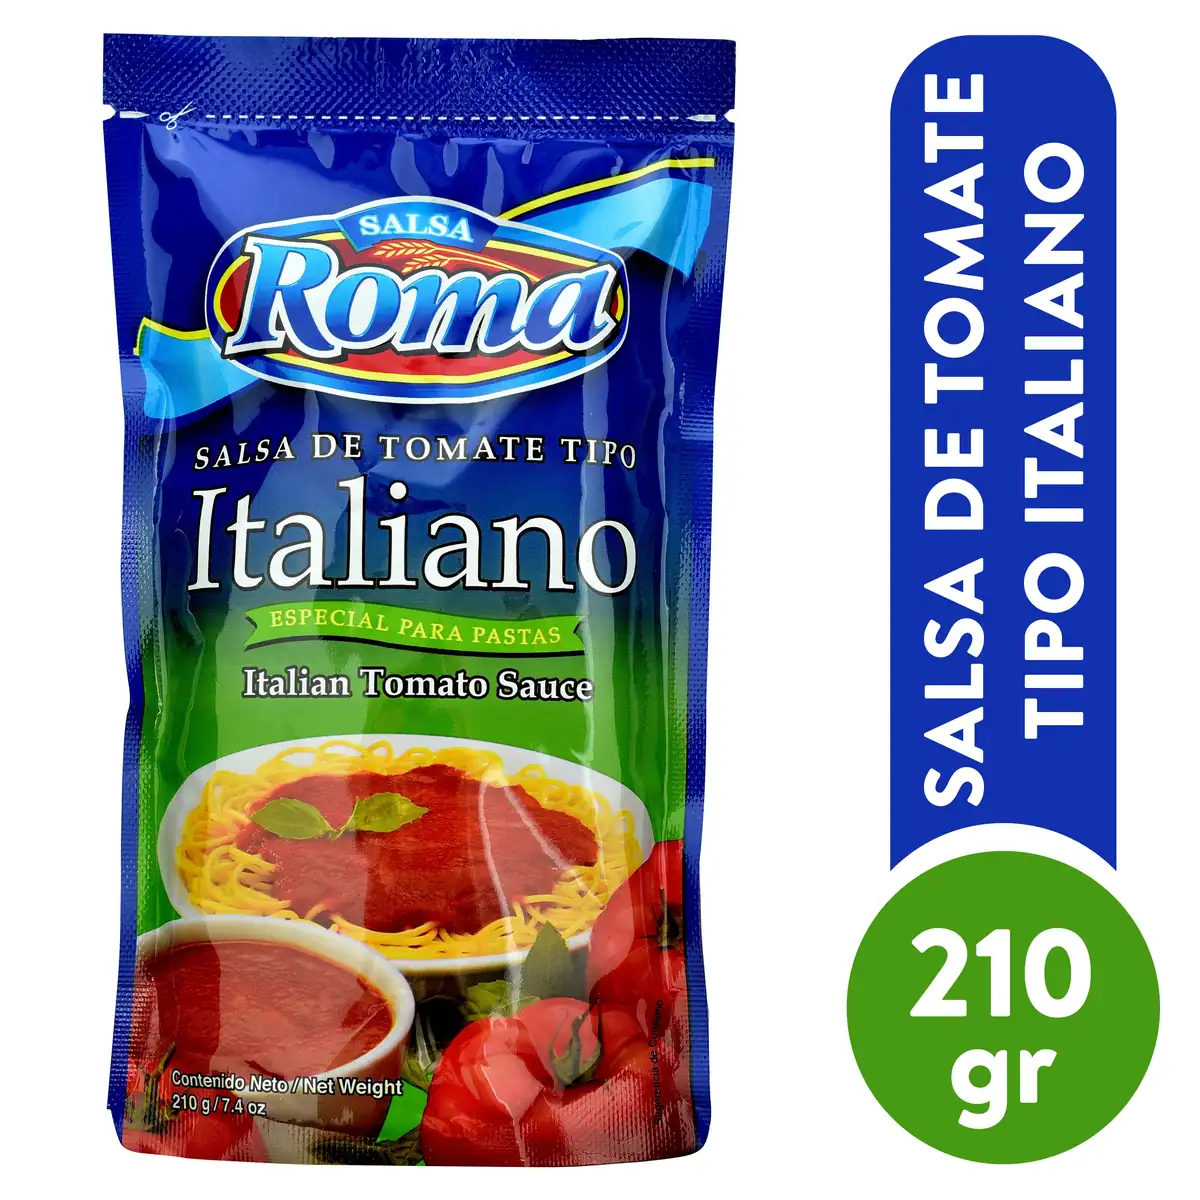 SALSA
Roma
SALSA DE TOMATE TIPO
Italiano
ESPECIAL PARA PASTAS
Italian Tomato Sauce
Contenido Neto / Net Weight
210 g / 7.4 oz
SALSA DE TOMATE
TIPO ITALIANO
210
gr